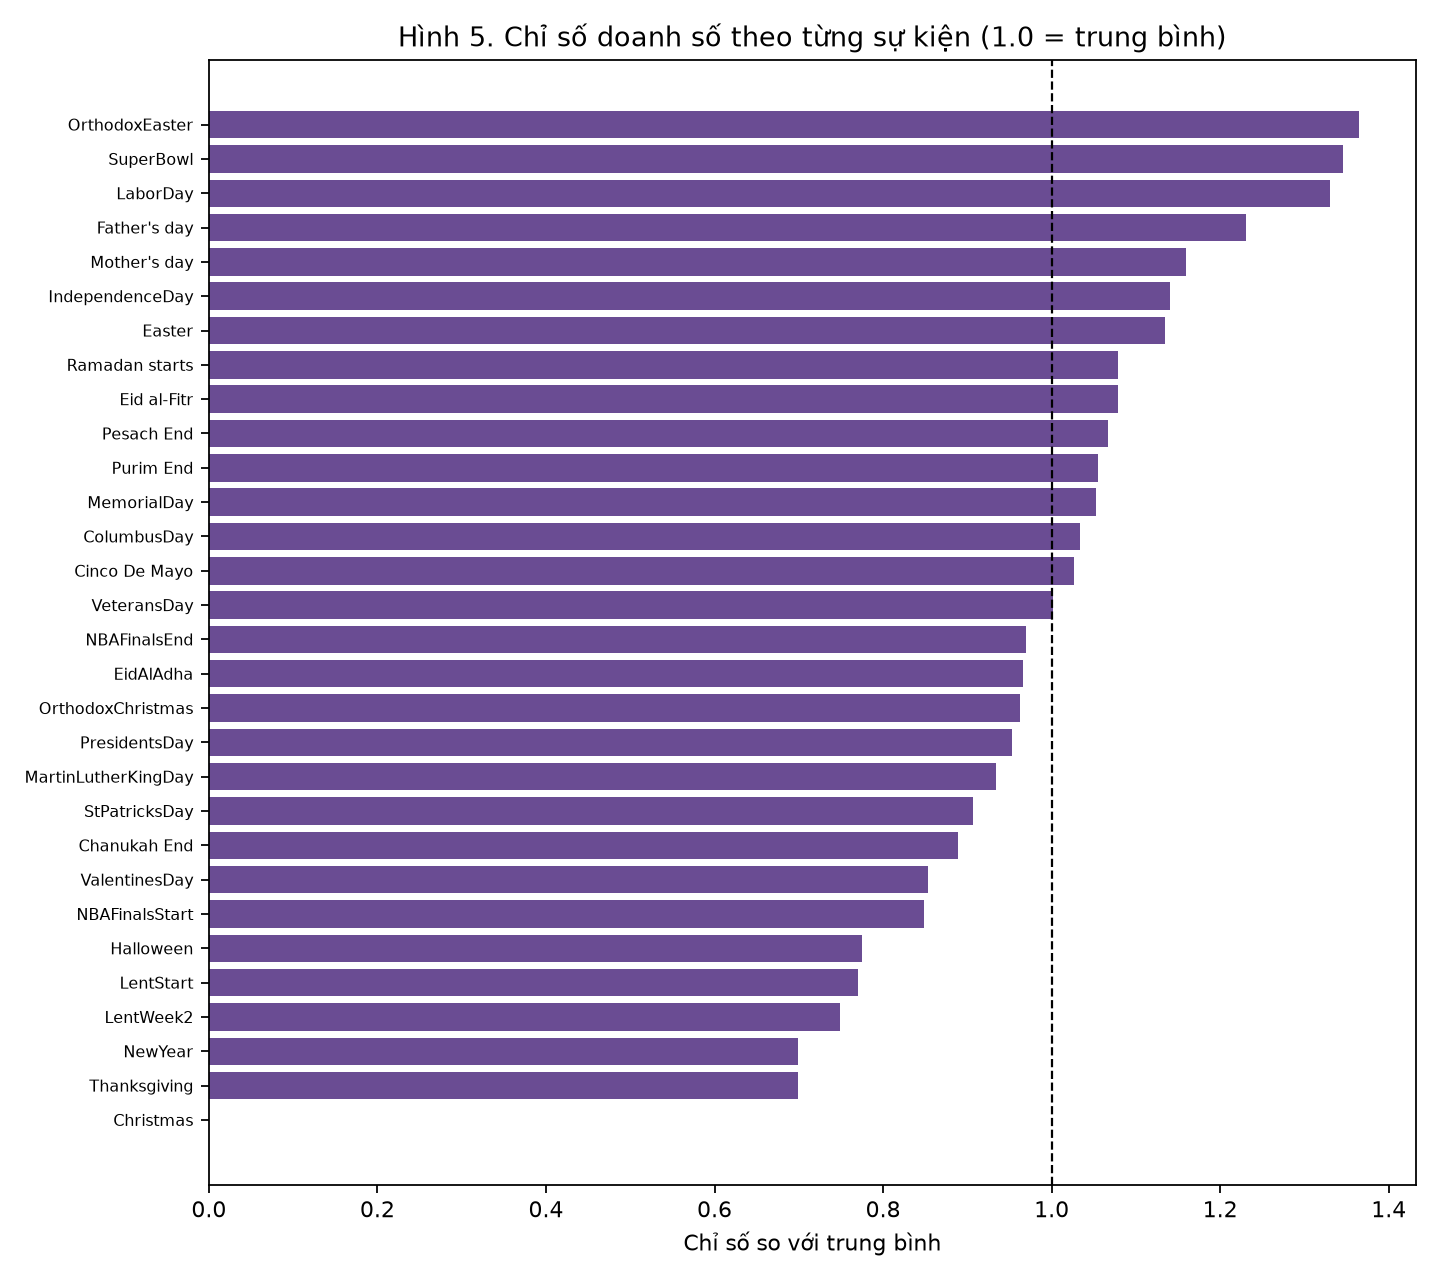 Hình 5. Chỉ số doanh số theo từng sự kiện (1.0 = trung bình)
OrthodoxEaster
SuperBowl
LaborDay
Father's day
Mother's day
IndependenceDay
Easter
Ramadan starts
Eid al-Fitr
Pesach End
Purim End
MemorialDay
ColumbusDay
Cinco De Mayo
VeteransDay
NBAFinalsEnd
EidAlAdha
OrthodoxChristmas
PresidentsDay
MartinLutherKingDay
StPatricksDay
Chanukah End
ValentinesDay
NBAFinalsStart
Halloween
LentStart
LentWeek2
NewYear
Thanksgiving
Christmas
0.0 0.2 0.4 0.6 0.8 1.0 1.2 1.4
Chỉ số so với trung bình